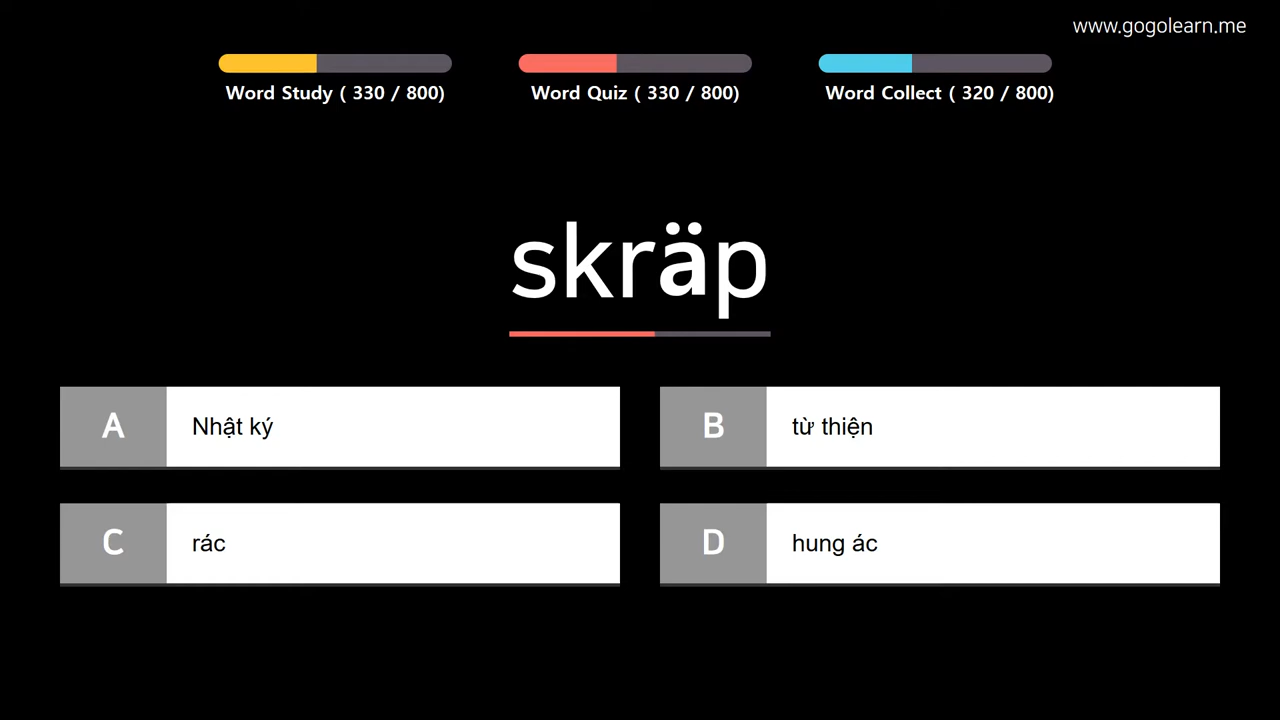 www.gogolearn.me
Word Study ( 330 / 800)
Word Quiz ( 330 / 800)
Word Collect ( 320 / 800)
skräp
A Nhật ký
B từ thiện
C rác
D hung ác